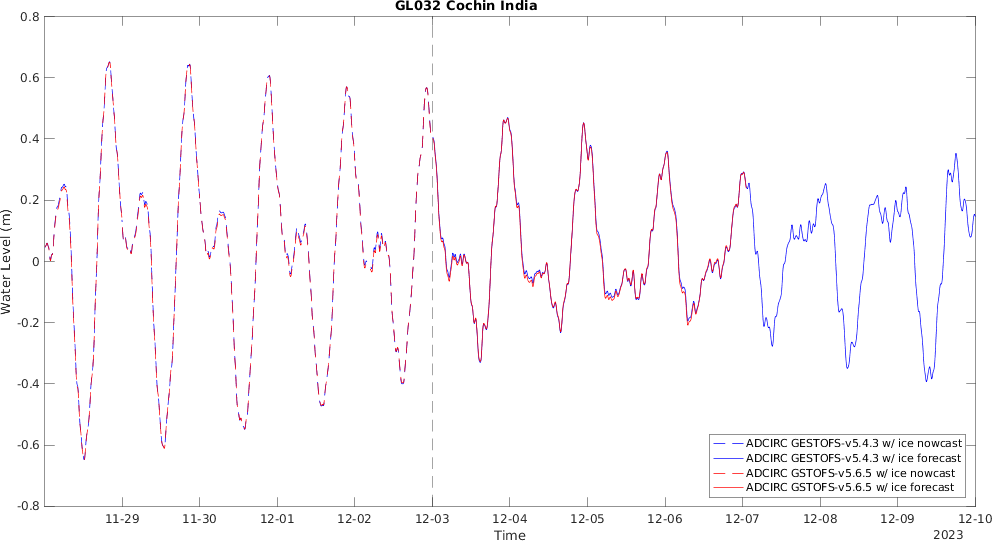 GL032 Cochin India
0.8
0.6
0.4
0.2
0
-0.2
-0.4
-0.6
-0.8
Water Level (m)
11-29 11-30 12-01 12-02 12-03 12-04 12-05 12-06 12-07 12-08 12-09 12-10
Time
2023
ADCIRC GESTOFS-v5.4.3 w/ ice nowcast
ADCIRC GESTOFS-v5.4.3 w/ ice forecast
ADCIRC GSTOFS-v5.6.5 w/ ice nowcast
ADCIRC GSTOFS-v5.6.5 w/ ice forecast